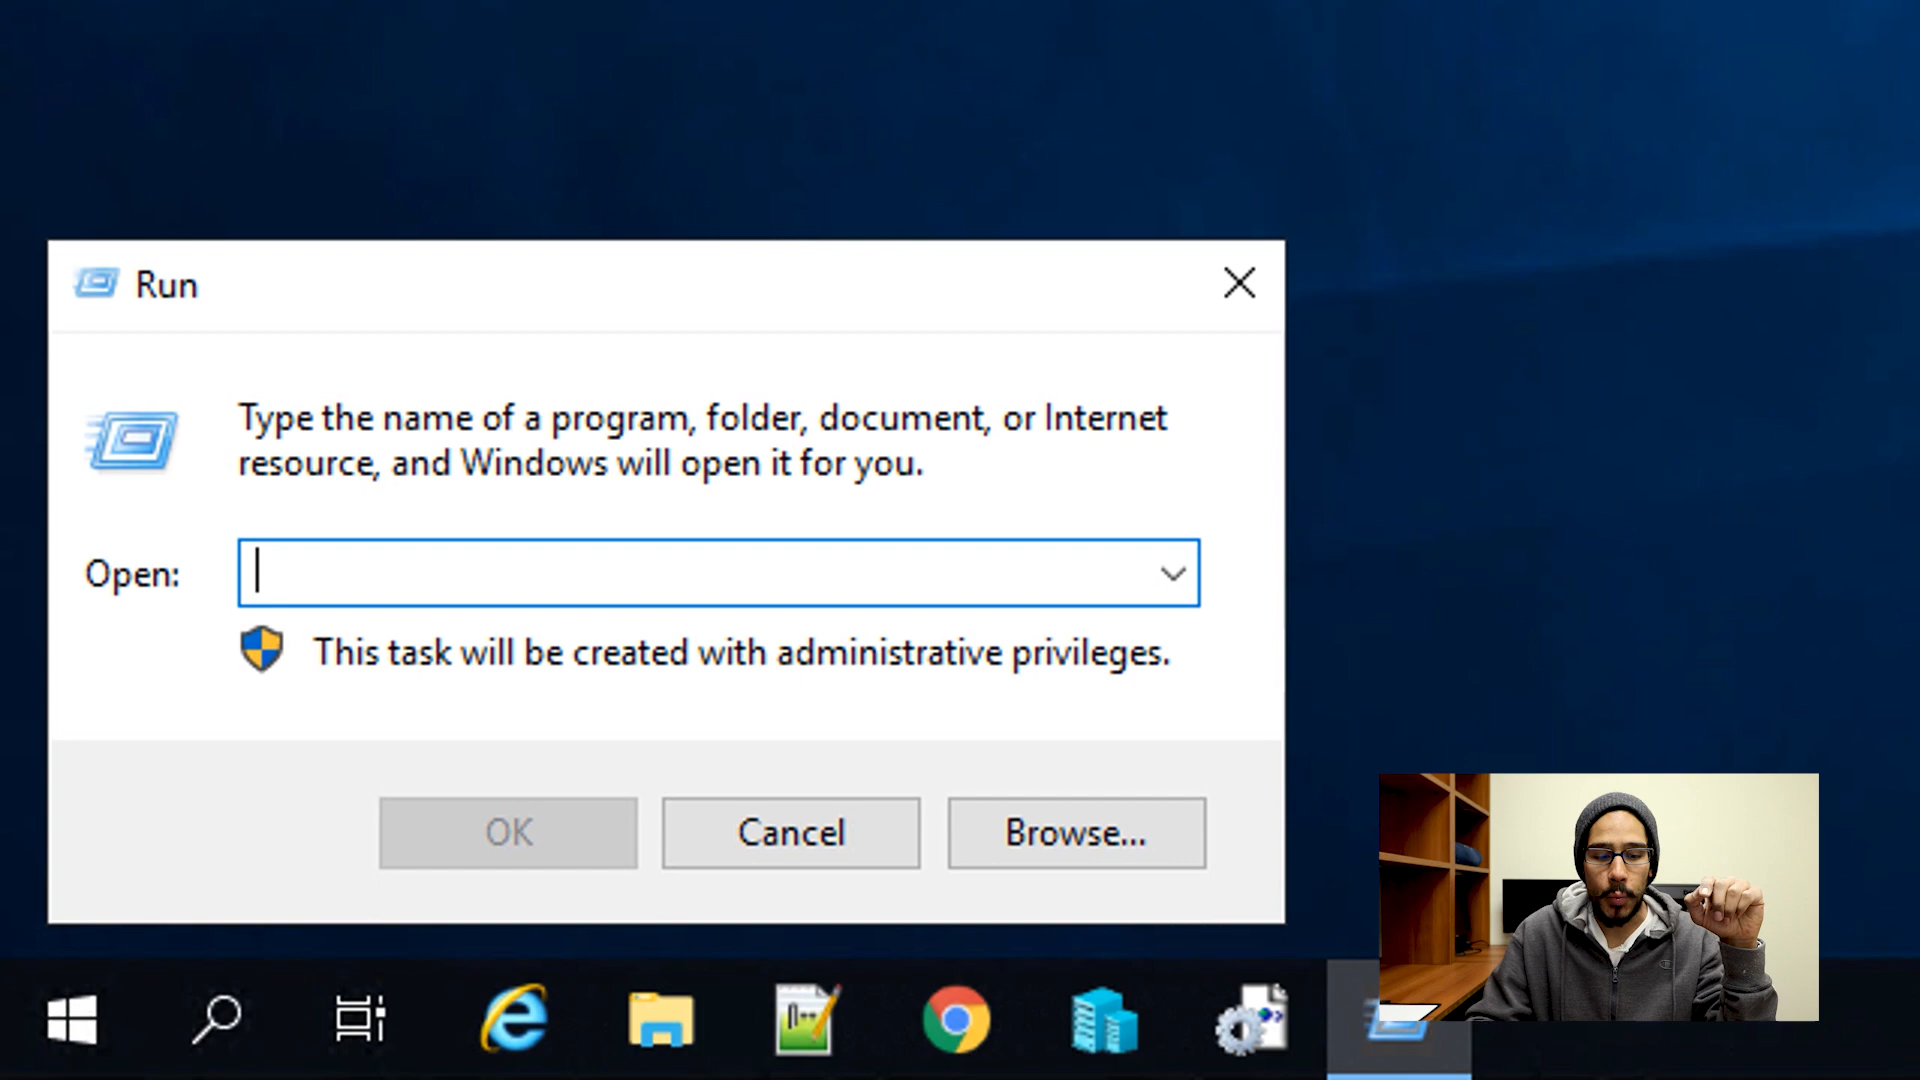 Run
Type the name of a program, folder, document, or Internet
resource, and Windows will open it for you.
Open:
This task will be created with administrative privileges.
OK
Cancel
Browse...